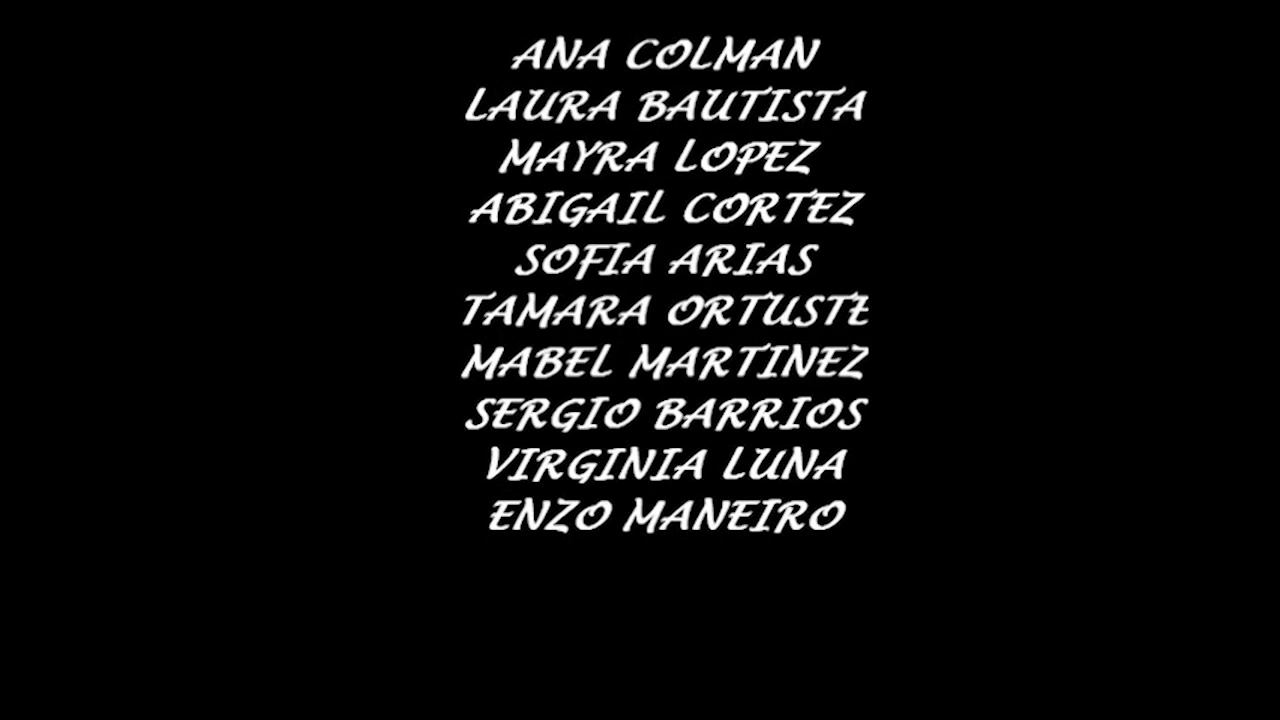 ANA COLMAN
LAURA BAUTISTA
MAYRA LOPEZ
ABIGAIL CORTEZ
SOFIA ARIAS
TAMARA ORTUSTE
MABEL MARTINEZ
SERGIO BARRIOS
VIRGINIA LUNA
ENZO MANEIRO